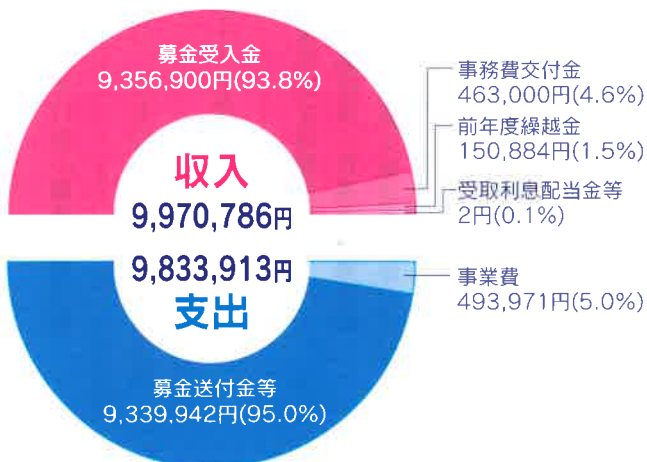 募金受入金
9,356,900円(93.8%)
事務費交付金
463,000円(4.6%)
前年度繰越金
150,884円(1.5%)
受取利息配当金等
2円(0.1%)
収入
9,970,786円
9,833,913円
支出
事業費
493,971円(5.0%)
募金送付金等
9,339,942円(95.0%)